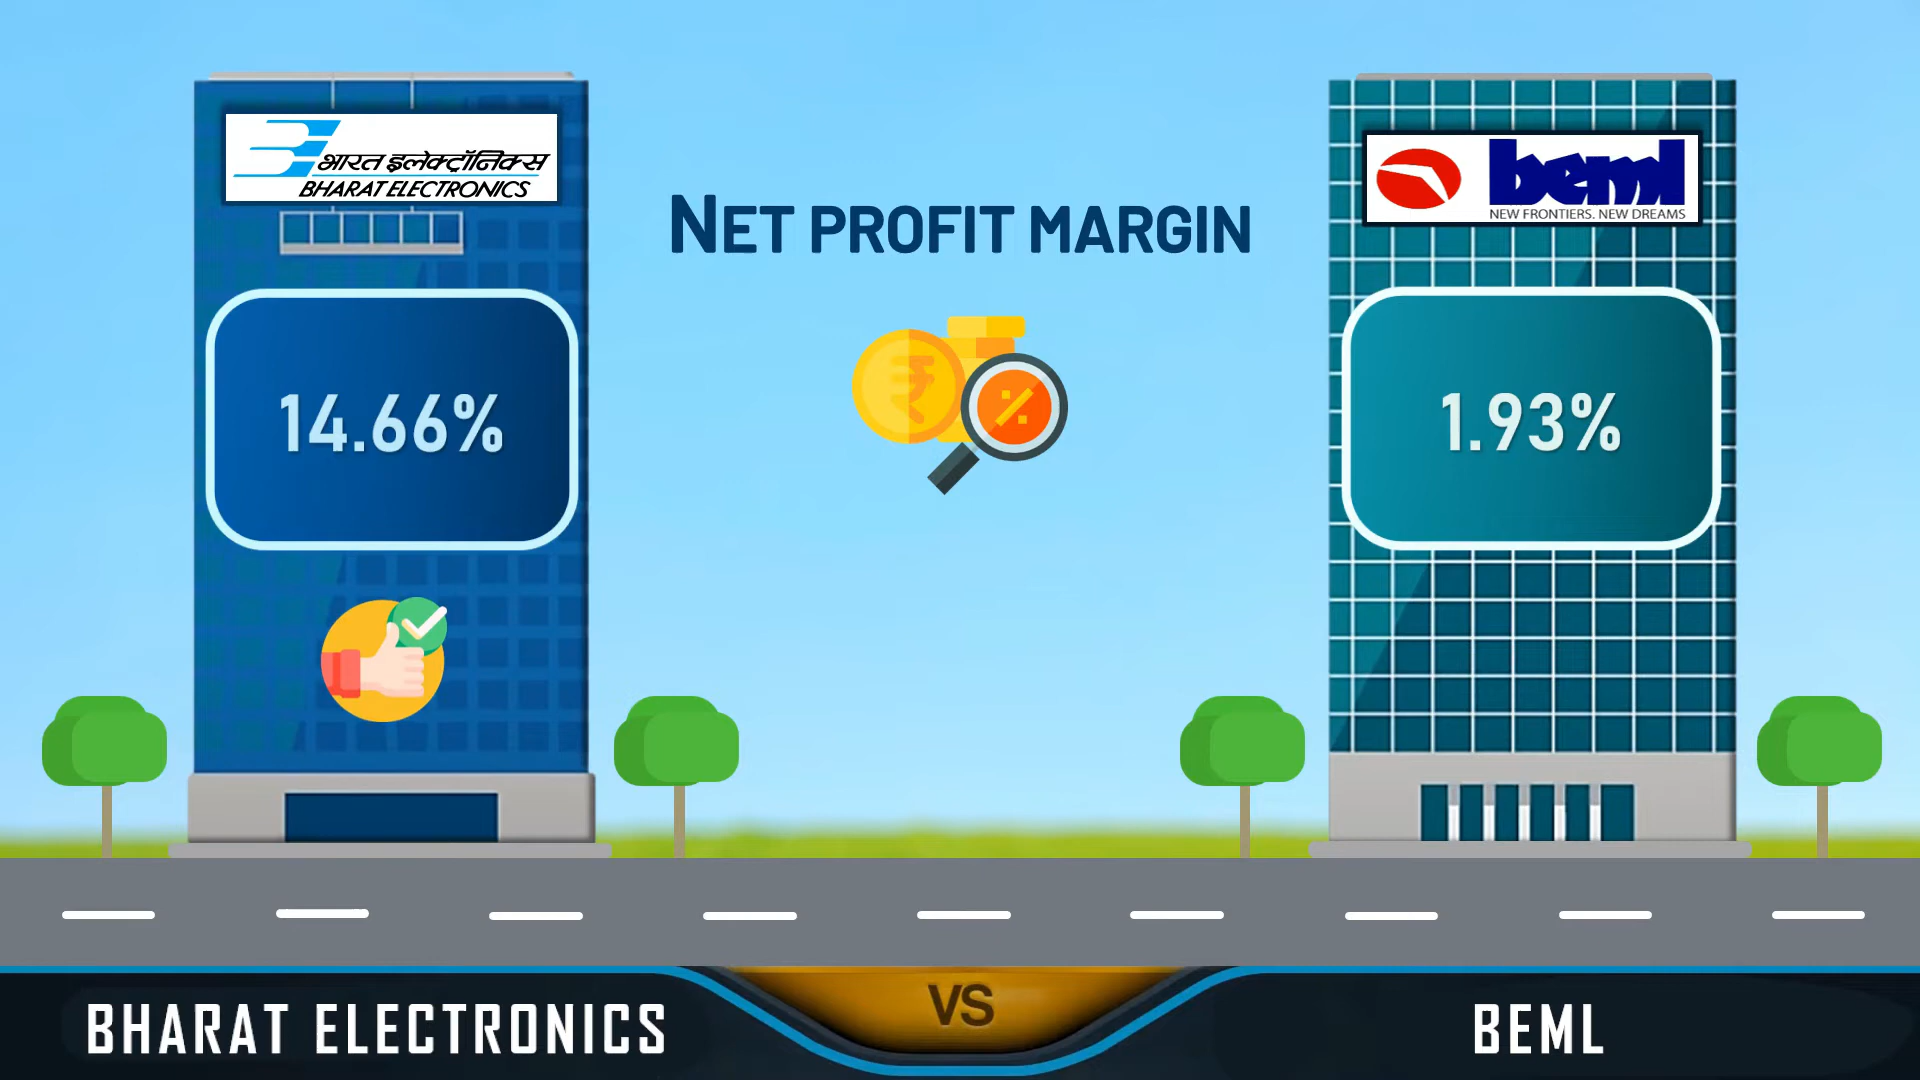 भारत इलेक्ट्रॉनिक्स
BHARAT ELECTRONICS
beml
NEW FRONTIERS. NEW DREAMS
NET PROFIT MARGIN
₹
%
14.66%
1.93%
BHARAT ELECTRONICS
VS
BEML